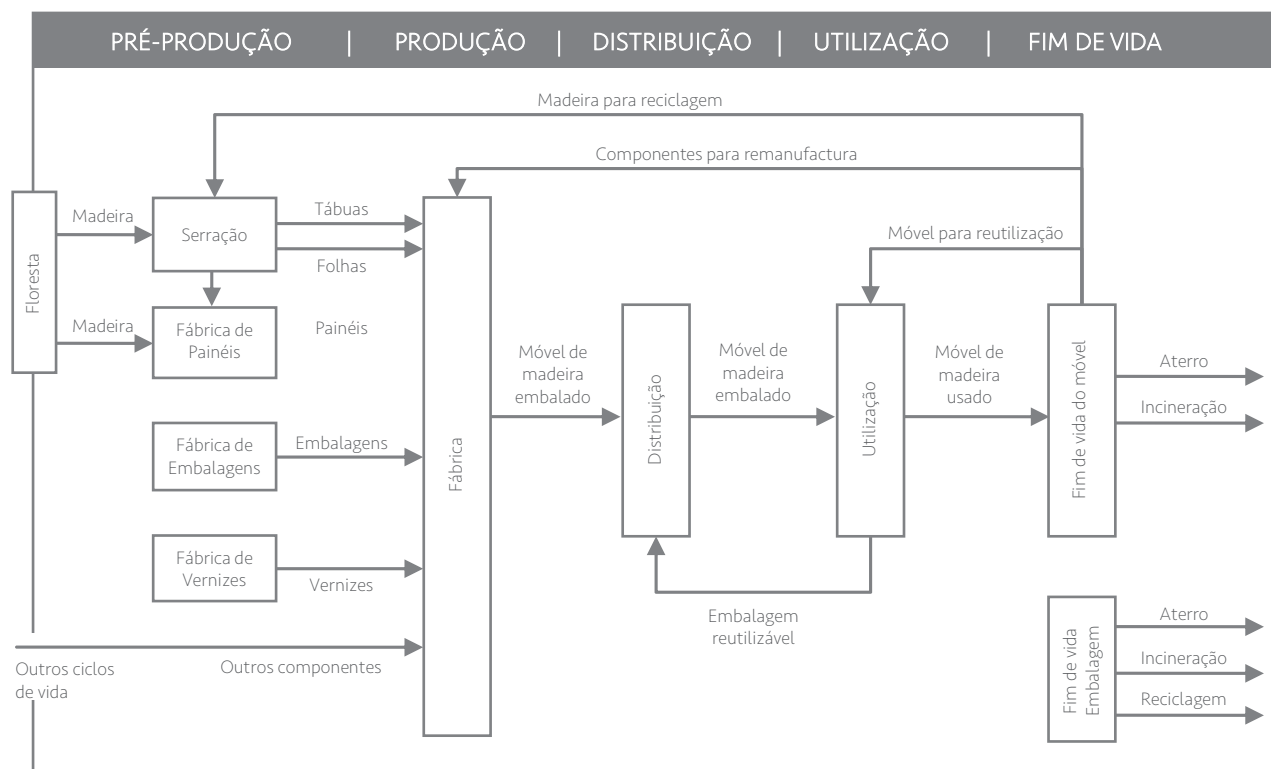 PRÉ-PRODUÇÃO | PRODUÇÃO | DISTRIBUIÇÃO | UTILIZAÇÃO | FIM DE VIDA
Madeira para reciclagem
Componentes para remanufactura
Móvel para reutilização
Floresta
Madeira
Serração
Tábuas
Folhas
Madeira
Fábrica de
Painéis
Painéis
Fábrica de
Embalagens
Embalagens
Fábrica de
Vernizes
Vernizes
Outros ciclos
de vida
Outros componentes
Fábrica
Móvel de
madeira
embalado
Distribuição
Móvel de
madeira
embalado
Utilização
Embalagem
reutilizável
Móvel de
madeira
usado
Fim de vida do móvel
Aterro
Incineração
Fim de vida
Embalagem
Aterro
Incineração
Reciclagem